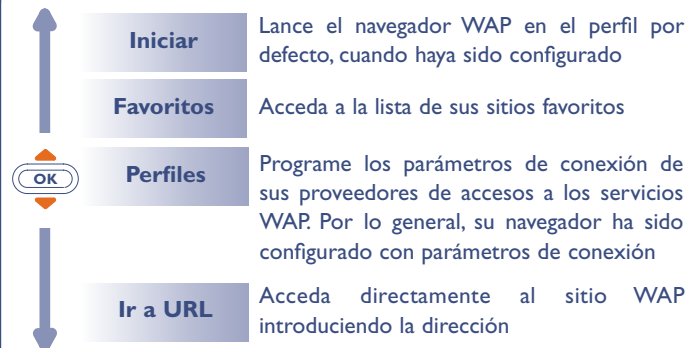 Iniciar
Lance el navegador WAP en el perfil por
defecto, cuando haya sido configurado
Favoritos
Acceda a la lista de sus sitios favoritos
OK
Perfiles
Programe los parámetros de conexión de
sus proveedores de accesos a los servicios
WAP. Por lo general, su navegador ha sido
configurado con parámetros de conexión
Ir a URL
Acceda directamente al sitio WAP
introduciendo la dirección